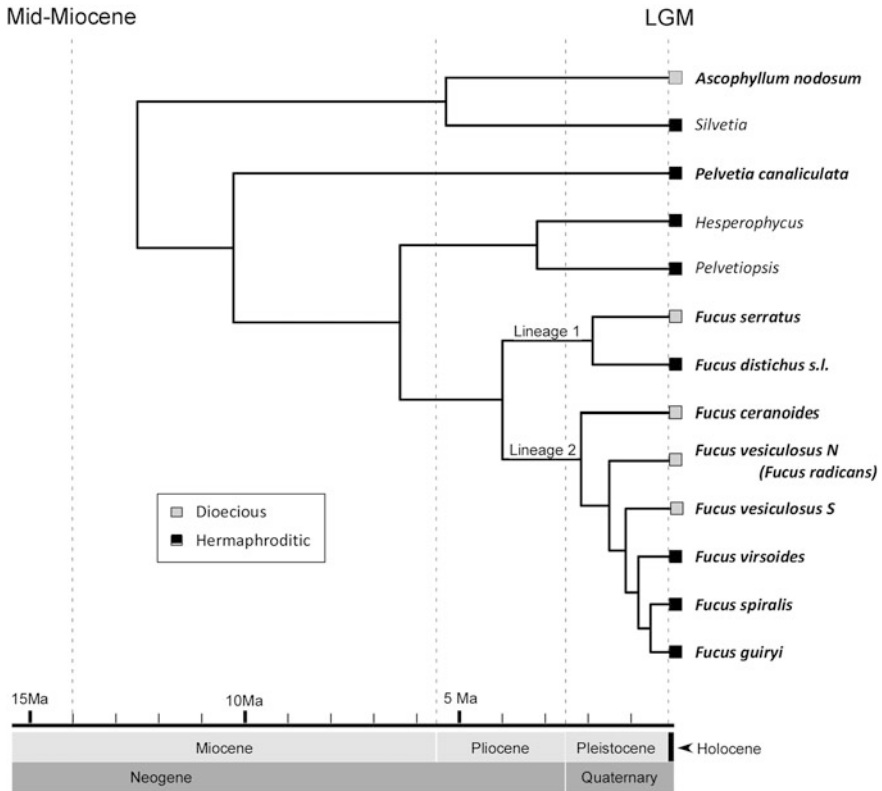 Mid-Miocene
LGM
Ascophyllum nodosum
Silvetia
Pelvetia canaliculata
Hesperophycus
Pelvetiopsis
Lineage 1
Fucus serratus
Fucus distichus s.l.
Fucus ceranoides
Lineage 2
Fucus vesiculosus N
(Fucus radicans)
Dioecious
Hermaphroditic
Fucus vesiculosus S
Fucus virsoides
Fucus spiralis
Fucus guiryi
15Ma
10Ma
5 Ma
Miocene
Pliocene
Pleistocene
Holocene
Neogene
Quaternary